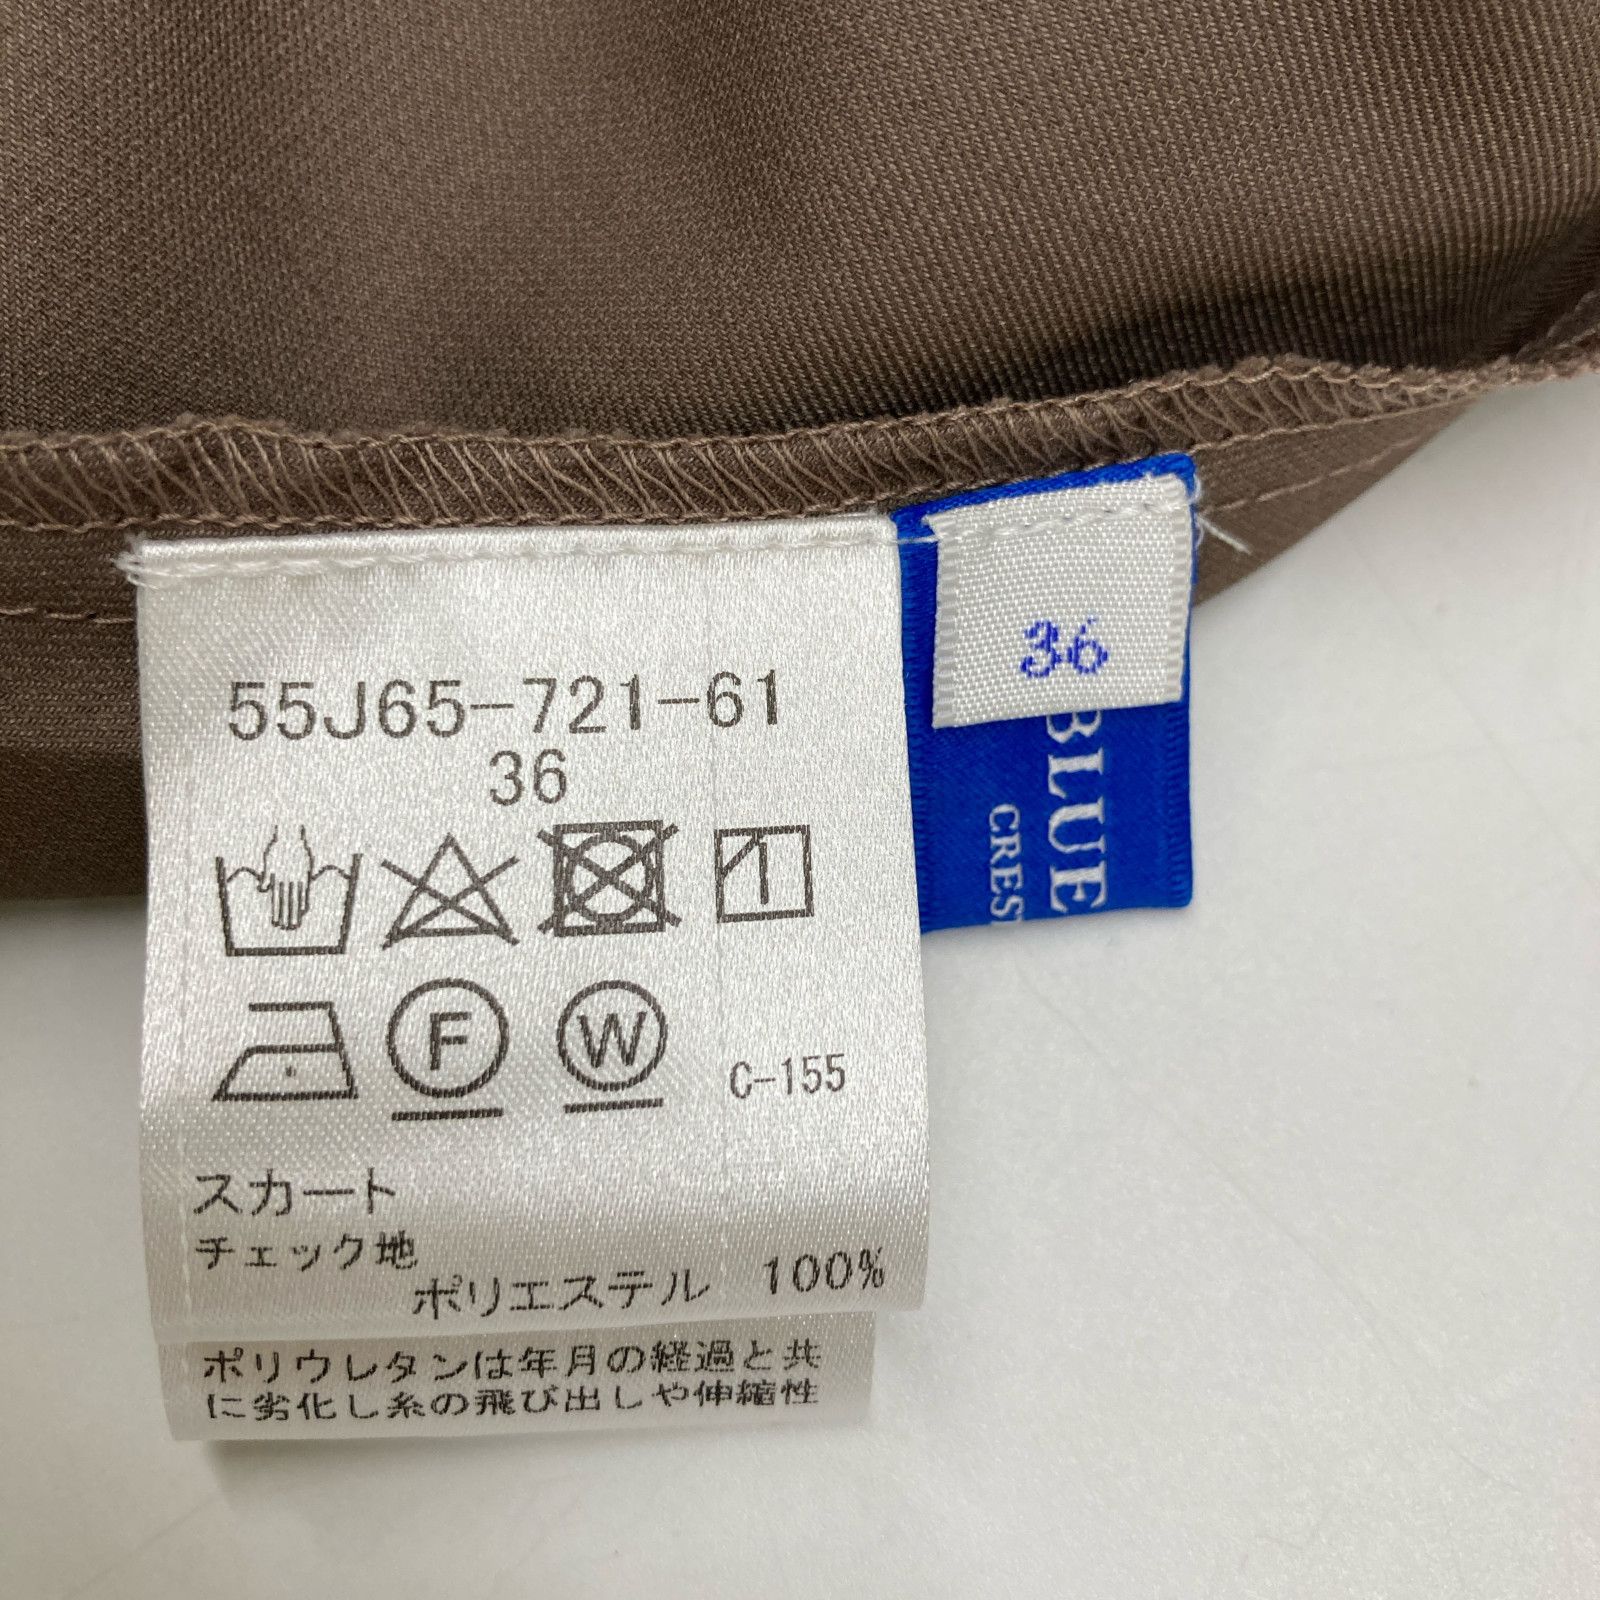 55J65-721-61
36
F
W
C-155
スカート
チェック地
ポリエステル 100%
ポリウレタンは年月の経過と共
に劣化し糸の飛び出しや伸縮性
36
BLUE
CRES